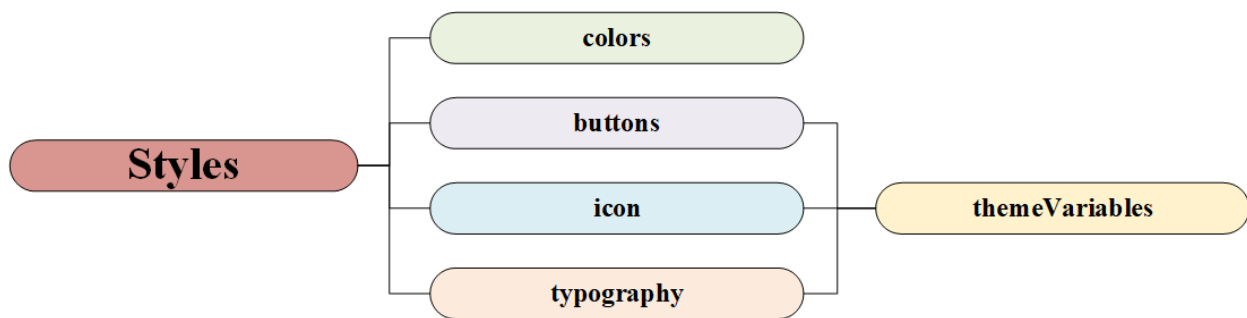 colors
buttons
Styles
icon
themeVariables
typography